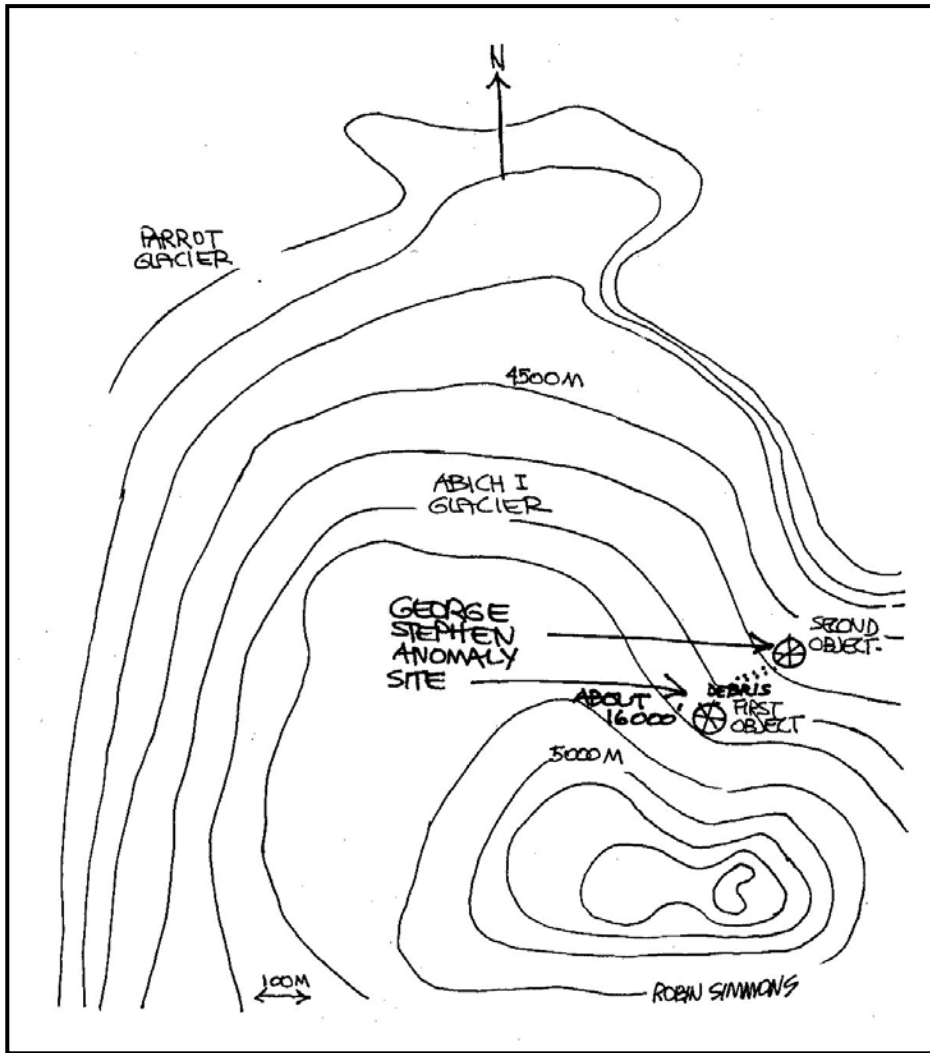 N
PARROT
GLACIER
4500M
ABICH I
GLACIER
GEORGE
STEPHEN
ANOMALY
SITE
SECOND
OBJECT
DEBRIS
ABOUT
16000
FIRST
OBJECT
5000M
100M
ROBIN SIMMONS